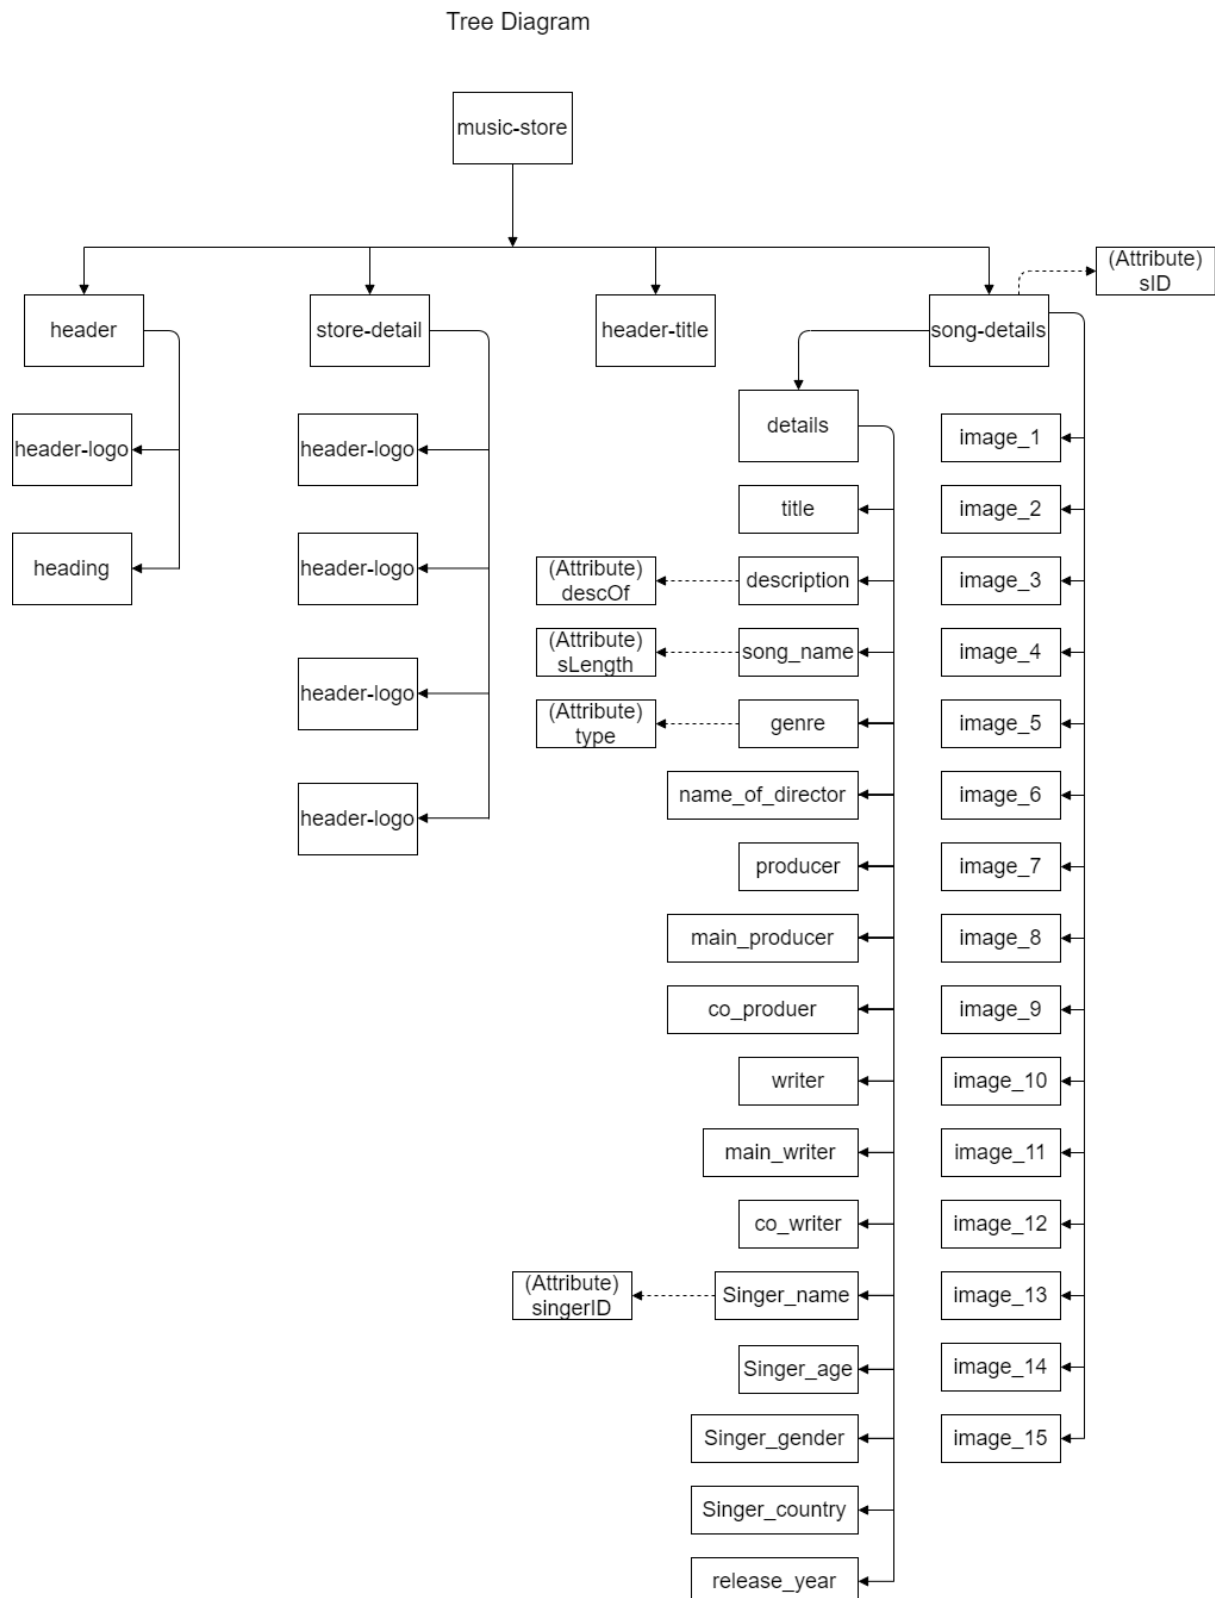 Tree Diagram
music-store
(Attribute)
sID
header
store-detail
header-title
song-details
details
header-logo
header-logo
image_1
title
image_2
heading
header-logo
(Attribute)
descOf
description
image_3
(Attribute)
sLength
song_name
image_4
header-logo
(Attribute)
type
genre
image_5
name_of_director
image_6
header-logo
producer
image_7
main_producer
image_8
co_produer
image_9
writer
image_10
main_writer
image_11
co_writer
image_12
(Attribute)
singerID
Singer_name
image_13
Singer_age
image_14
Singer_gender
image_15
Singer_country
release_year